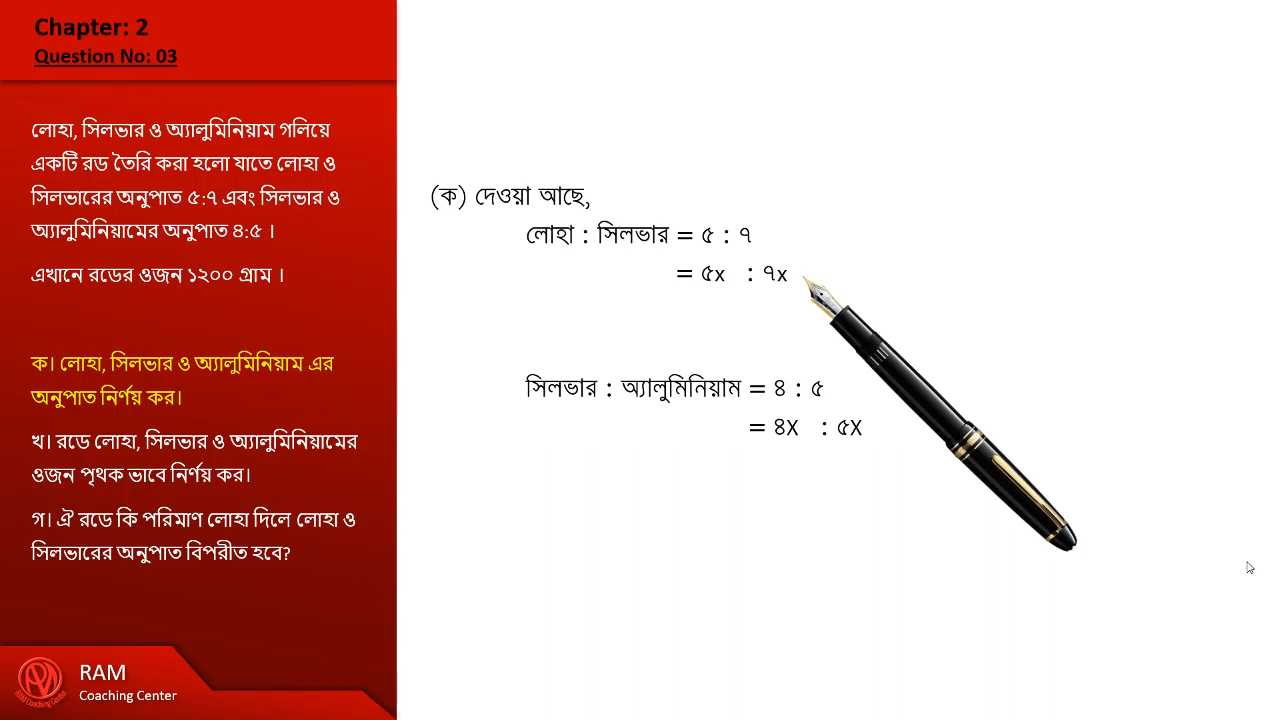 Chapter: 2
Question No: 03
লোহা, সিলভার ও অ্যালুমিনিয়াম গলিয়ে
একটি রড তৈরি করা হলো যাতে লোহা ও
সিলভারের অনুপাত ৫:৭ এবং সিলভার ও
অ্যালুমিনিয়ামের অনুপাত ৪:৫ ।
এখানে রডের ওজন ১২০০ গ্রাম ।
ক। লোহা, সিলভার ও অ্যালুমিনিয়াম এর
অনুপাত নির্ণয় কর।
খ। রডে লোহা, সিলভার ও অ্যালুমিনিয়ামের
ওজন পৃথক ভাবে নির্ণয় কর।
গ। ঐ রডে কি পরিমাণ লোহা দিলে লোহা ও
সিলভারের অনুপাত বিপরীত হবে?
RAM
Coaching Center
(ক) দেওয়া আছে,
লোহা : সিলভার = ৫ : ৭
= ৫x : ৭x
সিলভার : অ্যালুমিনিয়াম = ৪ : ৫
= ৪X : ৫X